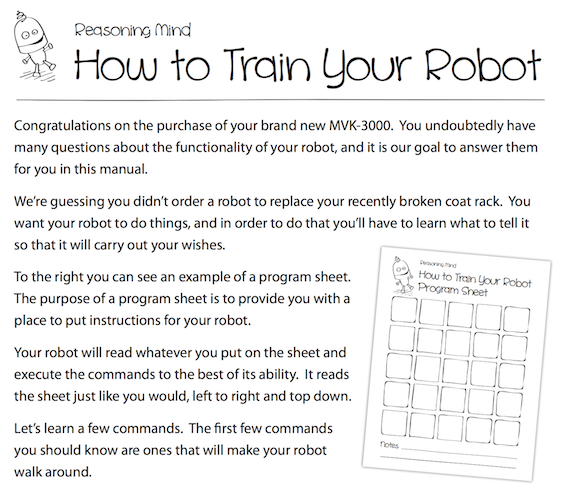 Reasoning Mind
How to Train Your Robot
Congratulations on the purchase of your brand new MVK-3000.  You undoubtedly have
many questions about the functionality of your robot, and it is our goal to answer them
for you in this manual.
We're guessing you didn't order a robot to replace your recently broken coat rack.  You
want your robot to do things, and in order to do that you'll have to learn what to tell it
so that it will carry out your wishes.
To the right you can see an example of a program sheet.
The purpose of a program sheet is to provide you with a
place to put instructions for your robot.
Your robot will read whatever you put on the sheet and
execute the commands to the best of its ability.  It reads
the sheet just like you would, left to right and top down.
Let's learn a few commands.  The first few commands
you should know are ones that will make your robot
walk around.
Reasoning Mind
How to Train Your Robot
Program Sheet
Notes